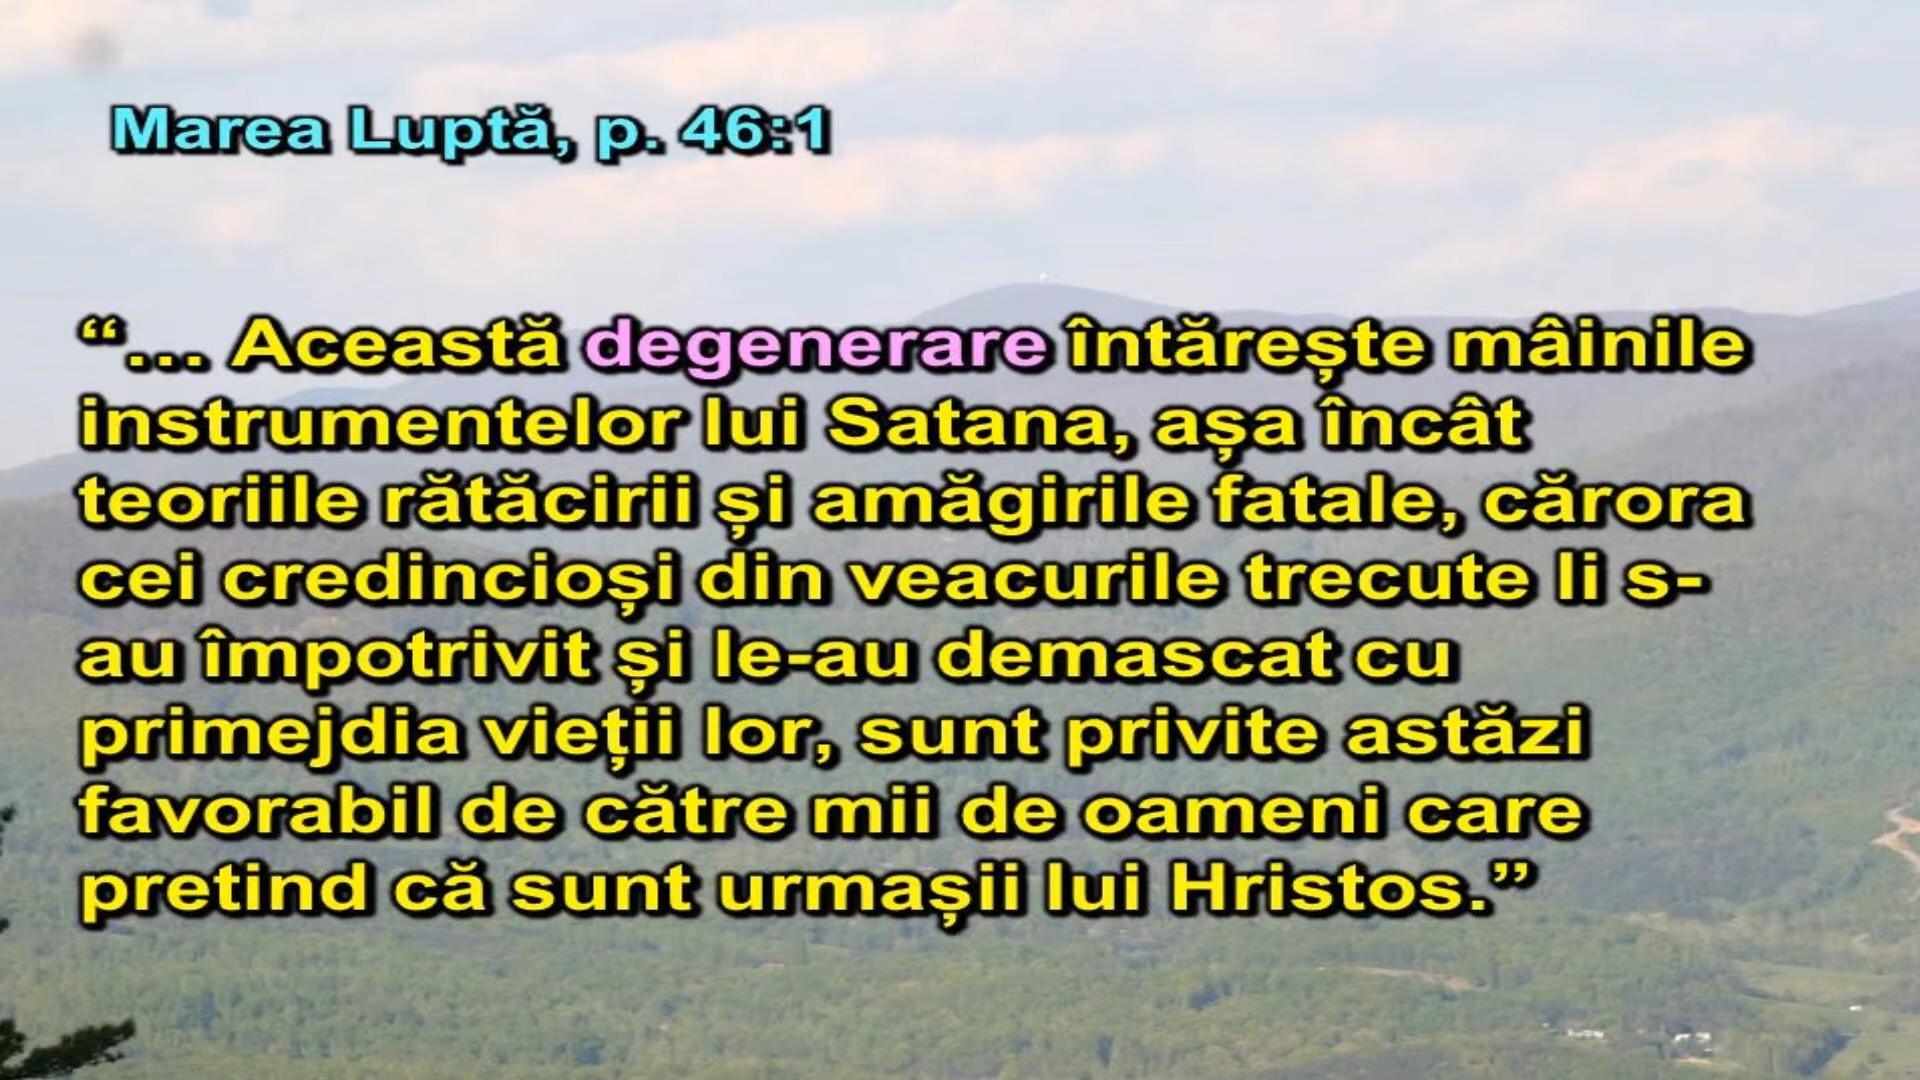 Marea Luptă, p. 46:1
“... Această degenerare întărește mâinile
instrumentelor lui Satana, așa încât
teoriile rătăcirii și amăgirile fatale, cărora
cei credincioși din veacurile trecute li s-
au împotrivit și le-au demascat cu
primejdia vieții lor, sunt privite astăzi
favorabil de către mii de oameni care
pretind că sunt urmașii lui Hristos.”